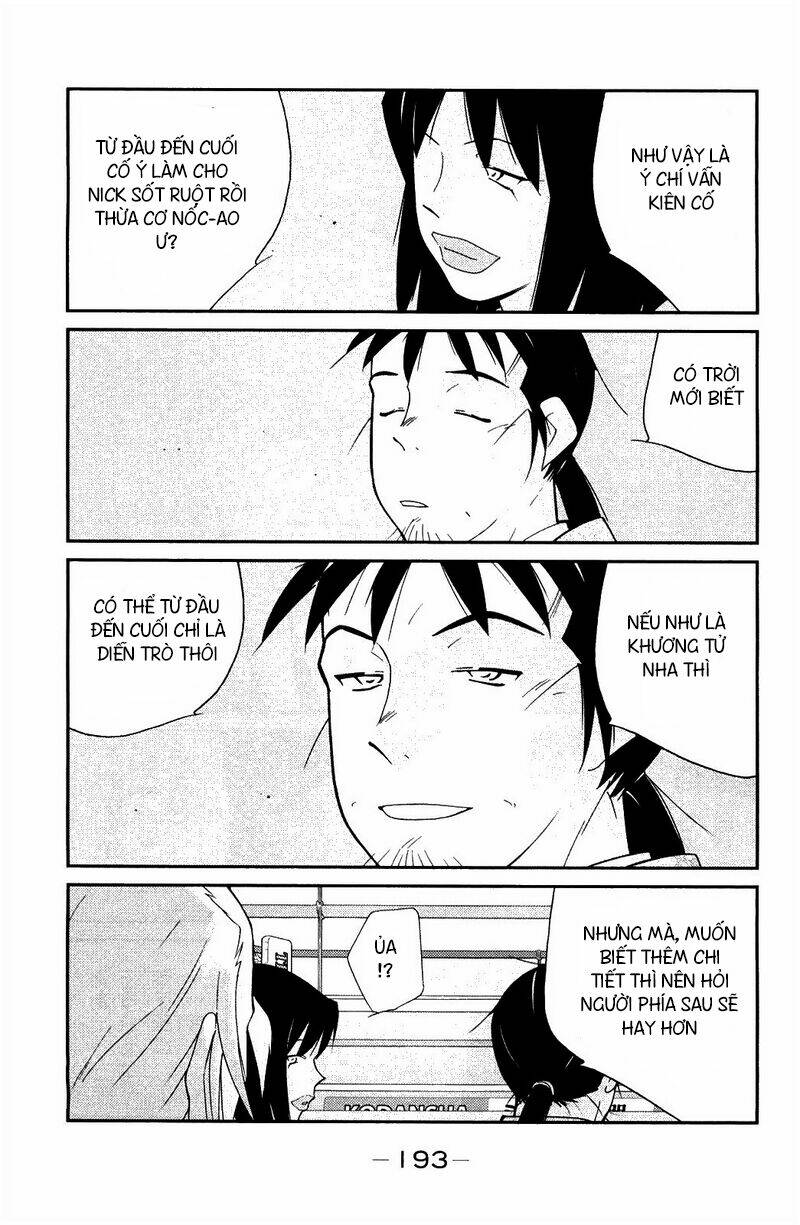 NHƯ VẬY LÀ
Ý CHÍ VẪN
KIÊN CỐ
TỪ ĐẦU ĐẾN CUỐI
CỐ Ý LÀM CHO
NICK SỐT RUỘT RỒI
THỪA CƠ NỐC-AO
Ư?
CÓ TRỜI
MỚI BIẾT
NẾU NHƯ LÀ
KHƯƠNG TỬ
NHA THÌ
CÓ THỂ TỪ ĐẦU
ĐẾN CUỐI CHỈ LÀ
DIỄN TRÒ THÔI
NHƯNG MÀ, MUỐN
BIẾT THÊM CHI
TIẾT THÌ NÊN HỎI
NGƯỜI PHÍA SAU SẼ
HAY HƠN
ỦA
!?
KODANSHA
-193-